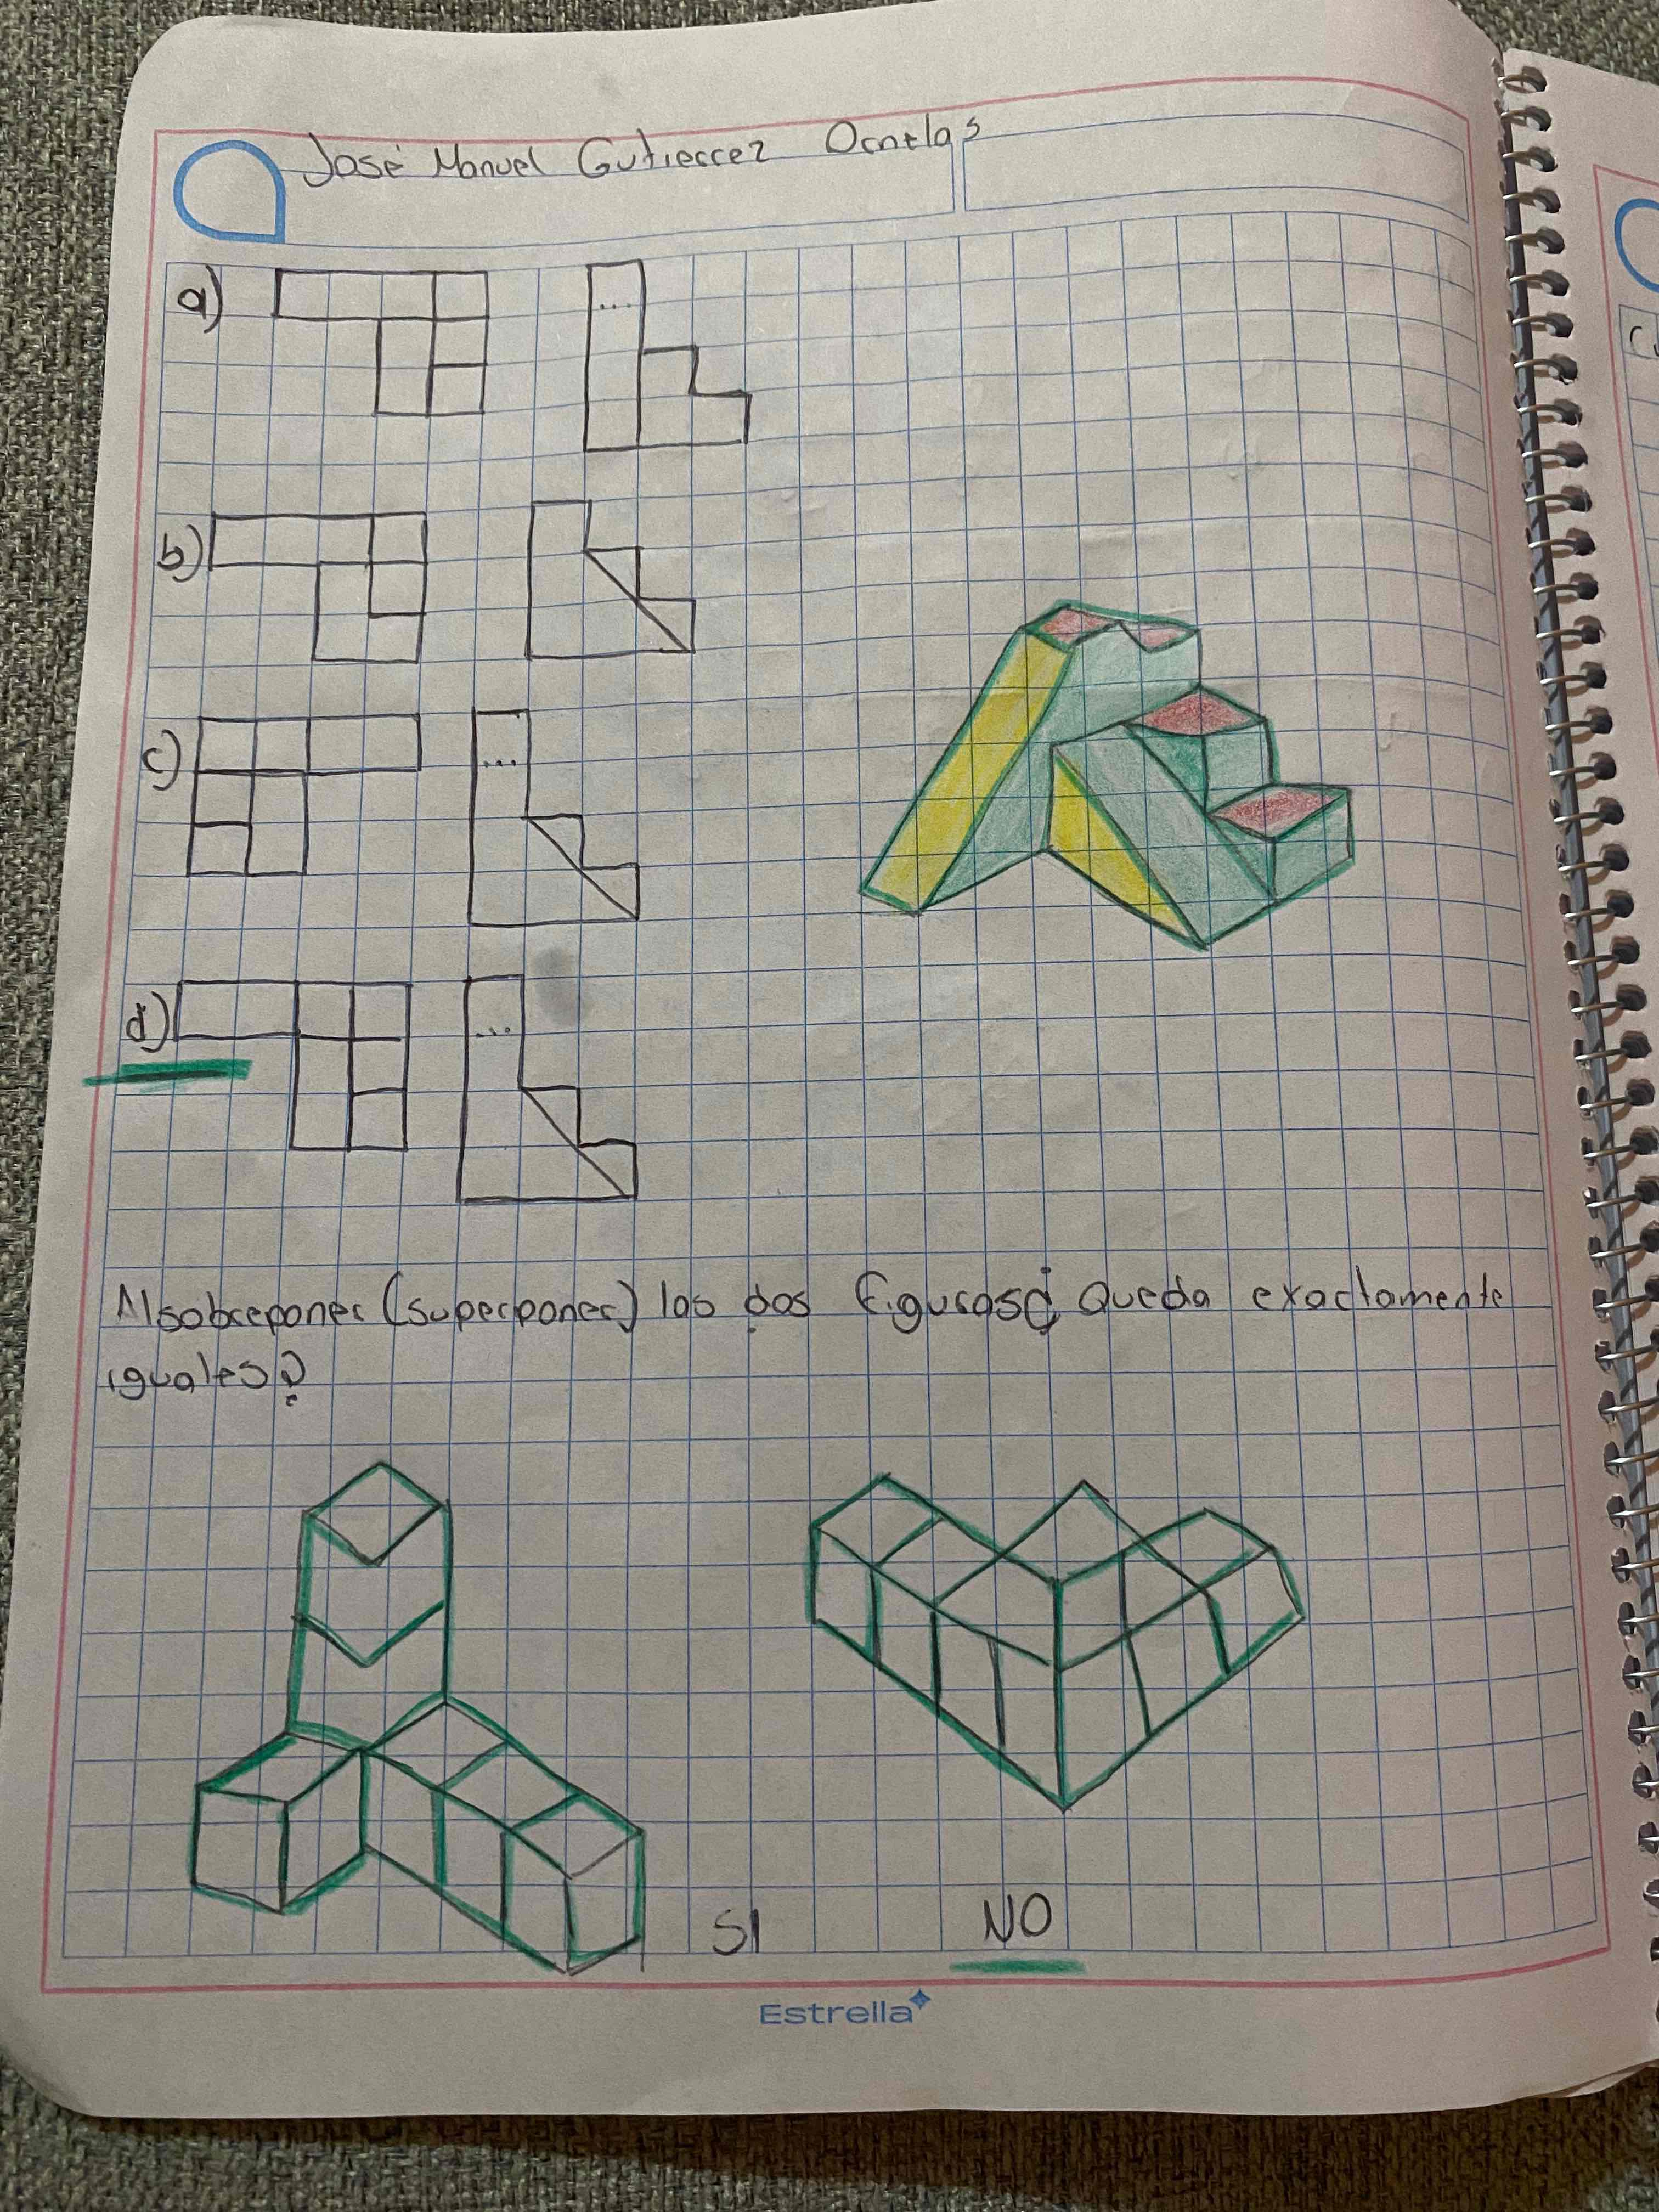 José Manuel Gutierrez Ornelas
a)
...
b)
c)
...
d)
...
Al sobreponer (superponer) las dos figuras¿ Queda exactamente
iguales?
SI NO
Estrella